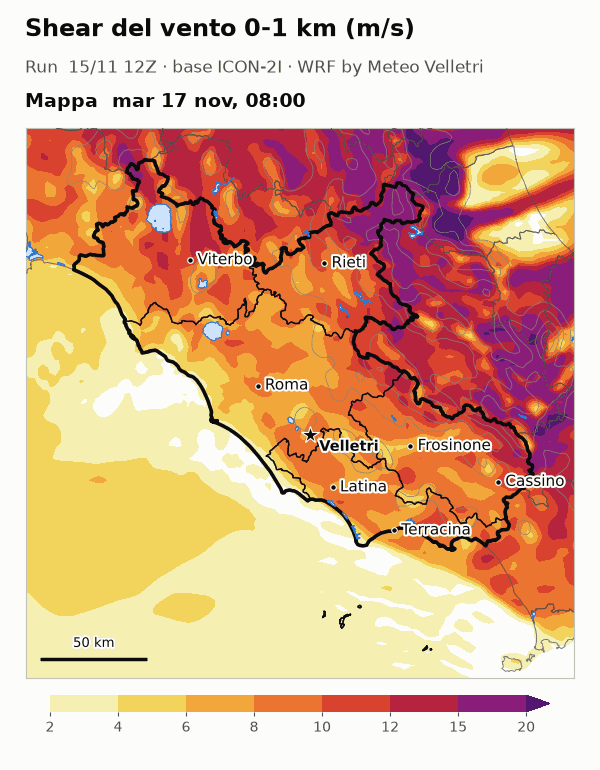 Shear del vento 0-1 km (m/s)
Run  15/11 12Z · base ICON-2I · WRF by Meteo Velletri
Mappa  mar 17 nov, 08:00
Viterbo
Rieti
Roma
Velletri
Frosinone
Cassino
Latina
Terracina
50 km
2 4 6 8 10 12 15 20